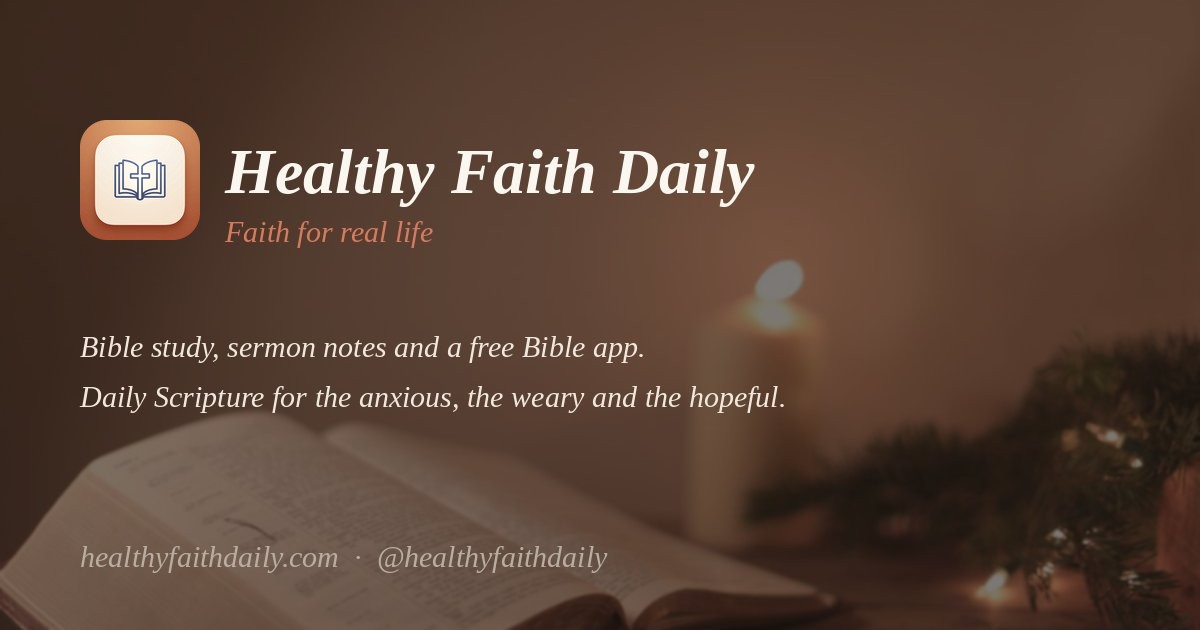 Healthy Faith Daily
Faith for real life
Bible study, sermon notes and a free Bible app.
Daily Scripture for the anxious, the weary and the hopeful.
healthyfaithdaily.com · @healthyfaithdaily